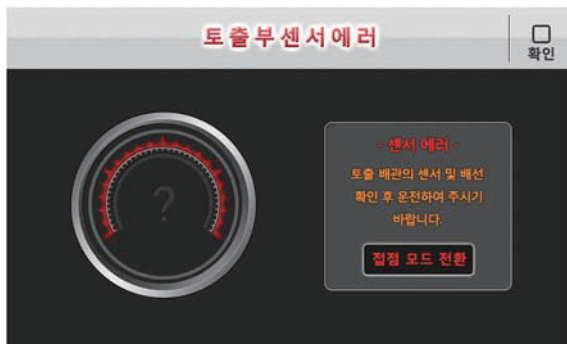 토출부센서에러
확인
?
- 센서 에러 -
토출 배관의 센서 및 배선
확인 후 운전하여 주시기
바랍니다.
접점 모드 전환